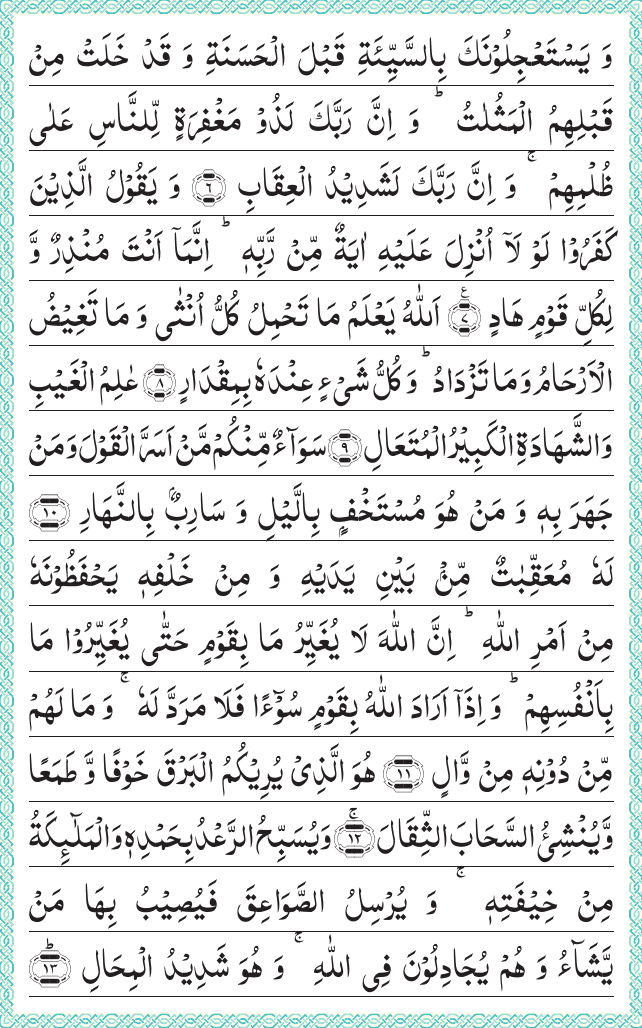 وَ يَسْتَعْجِلُوْنَكَ بِالسَّيِّئَةِ قَبْلَ الْحَسَنَةِ وَ قَدْ خَلَتْ مِنْ
قَبْلِهِمُ الْمَثُلٰتُ ؕ وَ اِنَّ رَبَّكَ لَذُوْ مَغْفِرَةٍ لِّلنَّاسِ عَلٰى
ظُلْمِهِمْ ۚ وَ اِنَّ رَبَّكَ لَشَدِيْدُ الْعِقَابِ ﴿۶﴾ وَ يَقُوْلُ الَّذِيْنَ
كَفَرُوْا لَوْ لَاۤ اُنْزِلَ عَلَيْهِ اٰيَةٌ مِّنْ رَّبِّهٖ ؕ اِنَّمَاۤ اَنْتَ مُنْذِرٌ وَّ
لِكُلِّ قَوْمٍ هَادٍ ﴿۷﴾ ع اَللّٰهُ يَعْلَمُ مَا تَحْمِلُ كُلُّ اُنْثٰى وَ مَا تَغِيْضُ
الْاَرْحَامُ وَ مَا تَزْدَادُ ؕ وَ كُلُّ شَیْءٍ عِنْدَهٗ بِمِقْدَارٍ ﴿۸﴾ عٰلِمُ الْغَيْبِ
وَ الشَّهَادَةِ الْكَبِيْرُ الْمُتَعَالِ ﴿۹﴾ سَوَآءٌ مِّنْكُمْ مَّنْ اَسَرَّ الْقَوْلَ وَ مَنْ
جَهَرَ بِهٖ وَ مَنْ هُوَ مُسْتَخْفٍۭ بِالَّيْلِ وَ سَارِبٌۢ بِالنَّهَارِ ﴿۱۰﴾
لَهٗ مُعَقِّبٰتٌ مِّنْۢ بَيْنِ يَدَيْهِ وَ مِنْ خَلْفِهٖ يَحْفَظُوْنَهٗ
مِنْ اَمْرِ اللّٰهِ ؕ اِنَّ اللّٰهَ لَا يُغَيِّرُ مَا بِقَوْمٍ حَتّٰى يُغَيِّرُوْا مَا
بِاَنْفُسِهِمْ ؕ وَ اِذَاۤ اَرَادَ اللّٰهُ بِقَوْمٍ سُوْٓءًا فَلَا مَرَدَّ لَهٗ ۚ وَ مَا لَهُمْ
مِّنْ دُوْنِهٖ مِنْ وَّالٍ ﴿۱۱﴾ هُوَ الَّذِیْ يُرِيْكُمُ الْبَرْقَ خَوْفًا وَّ طَمَعًا
وَّ يُنْشِئُ السَّحَابَ الثِّقَالَ ﴿۱۲﴾ۚ وَ يُسَبِّحُ الرَّعْدُ بِحَمْدِهٖ وَ الْمَلٰٓئِكَةُ
مِنْ خِيْفَتِهٖ ۚ وَ يُرْسِلُ الصَّوَاعِقَ فَيُصِيْبُ بِهَا مَنْ
يَّشَآءُ وَ هُمْ يُجَادِلُوْنَ فِی اللّٰهِ ۚ وَ هُوَ شَدِيْدُ الْمِحَالِ ﴿۱۳﴾ؕ